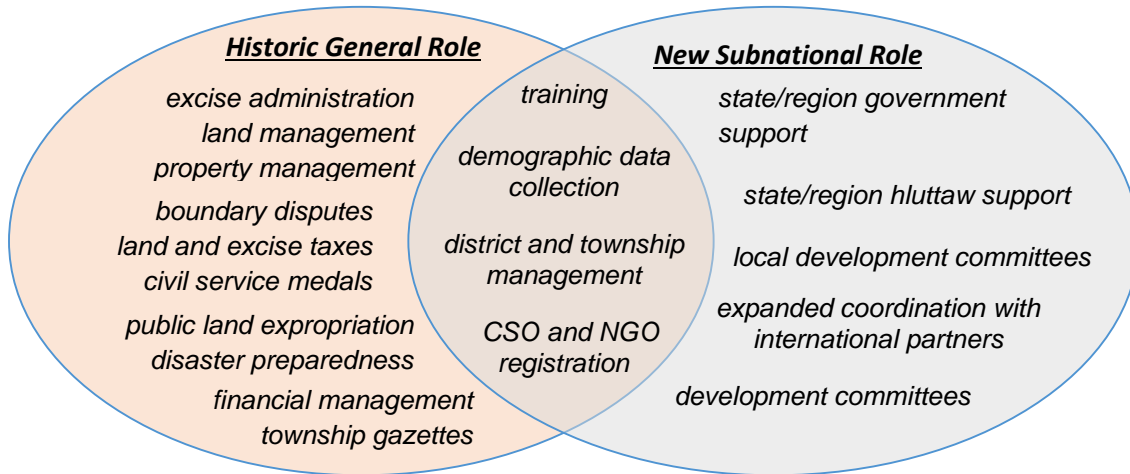 Historic General Role
excise administration
land management
property management
boundary disputes
land and excise taxes
civil service medals
public land expropriation
disaster preparedness
financial management
township gazettes
training
demographic data
collection
district and township
management
CSO and NGO
registration
New Subnational Role
state/region government
support
state/region hluttaw support
local development committees
expanded coordination with
international partners
development committees